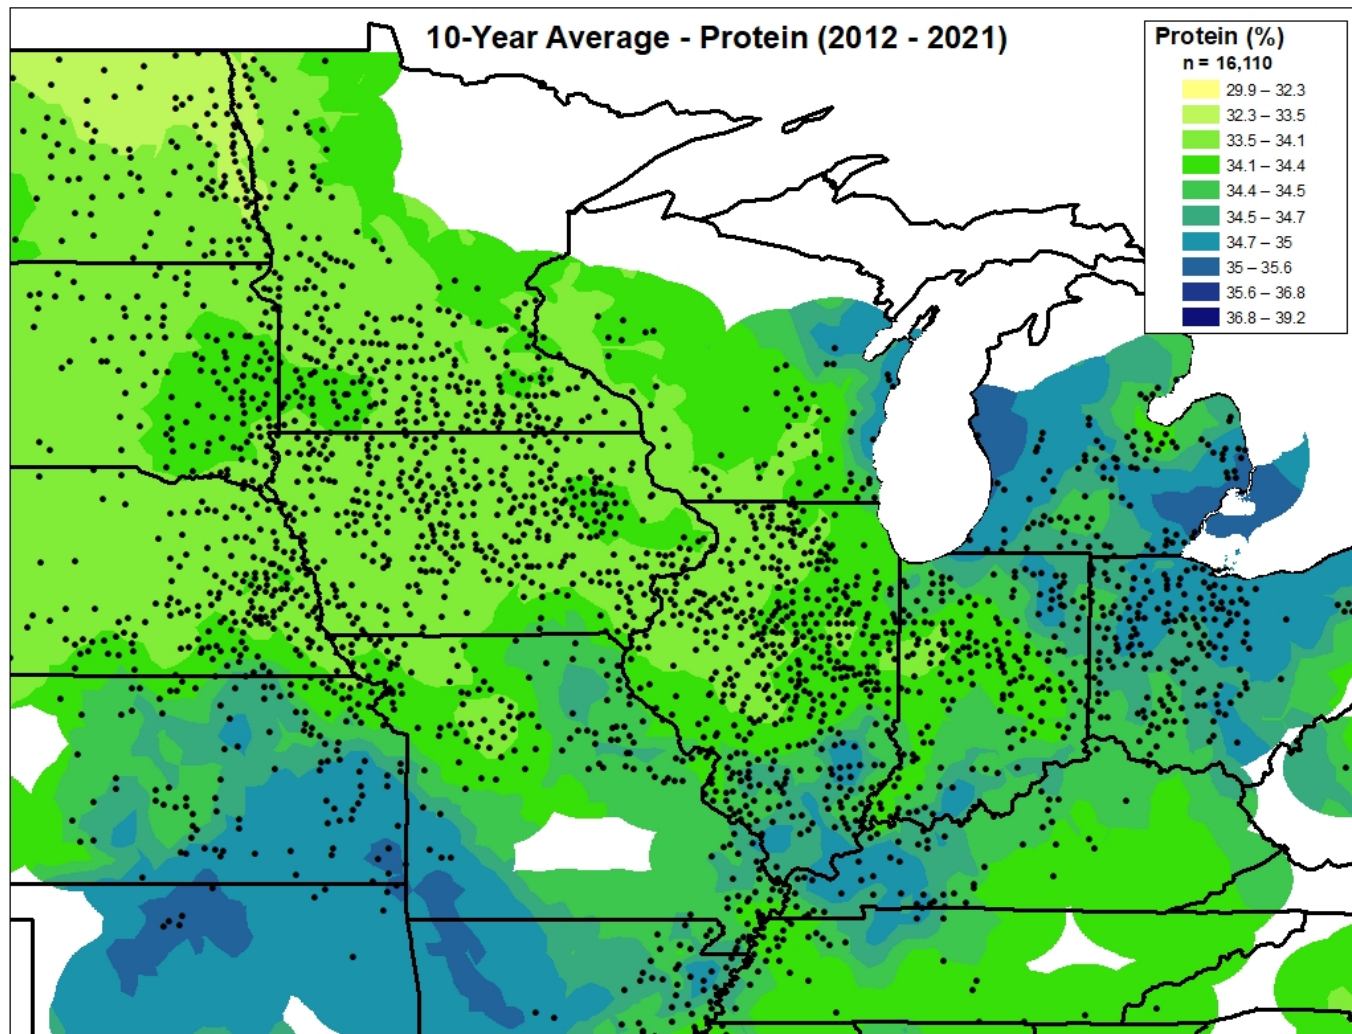 10-Year Average - Protein (2012 - 2021)
Protein (%)
n = 16,110
29.9 – 32.3
32.3 – 33.5
33.5 – 34.1
34.1 – 34.4
34.4 – 34.5
34.5 – 34.7
34.7 – 35
35 – 35.6
35.6 – 36.8
36.8 – 39.2